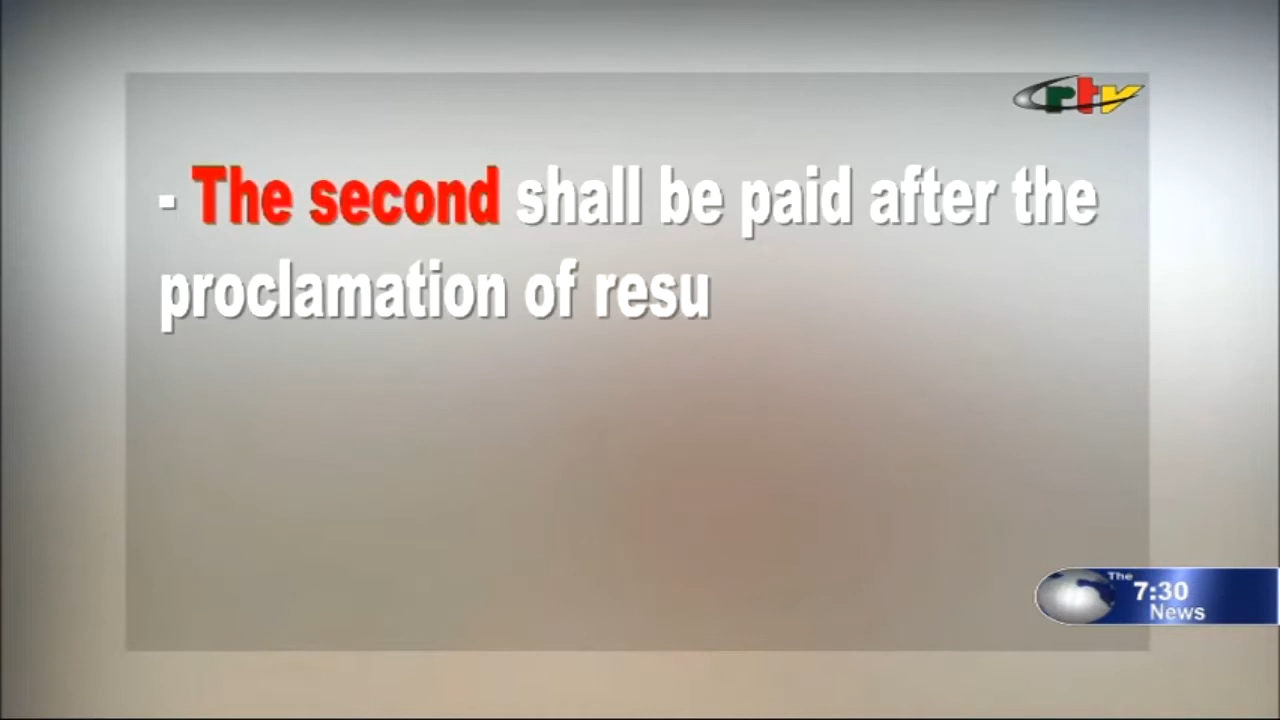 crtv
- The second shall be paid after the
proclamation of resu
The
7:30
News